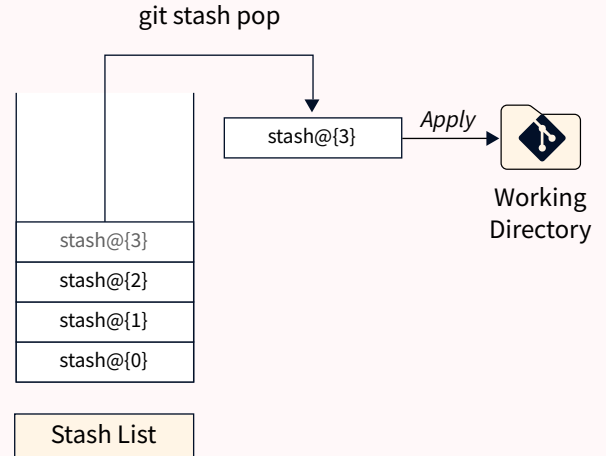 git stash pop
stash@{3}
Apply
Working
Directory
stash@{3}
stash@{2}
stash@{1}
stash@{0}
Stash List